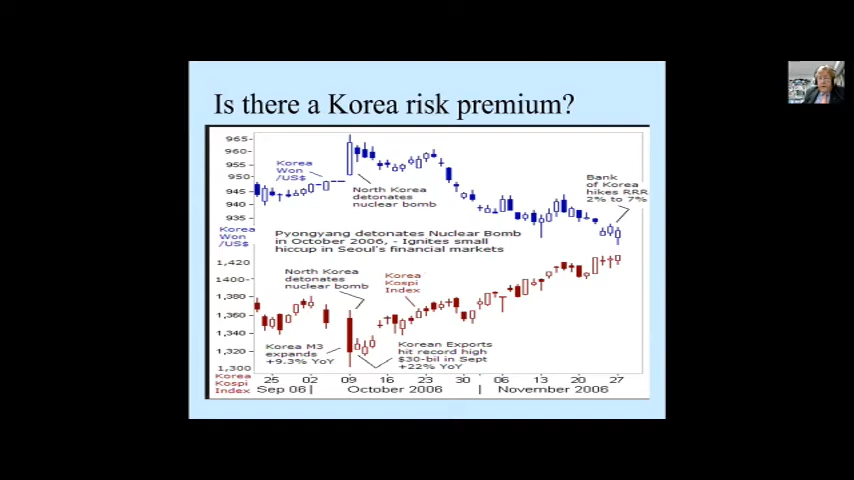 Is there a Korea risk premium?
965
960
955
950
945
940
935
Korea
Won
/US$
Korea
Won
/US$
North Korea
detonates
nuclear bomb
Bank
of Korea
hikes RRR
2% to 7%
Pyongyang detonates Nuclear Bomb
in October 2006, - Ignites small
hiccup in Seoul's financial markets
1,420
1400
1,380
1,360
1,340
1,320
1,300
North Korea
detonates
nuclear bomb
Korea
Kospi
Index
Korea M3
expands
+9.3% YoY
Korean Exports
hit record high
$30-bil in Sept
+22% YoY
Korea
Kospi
Index
25 02 09 16 23 30 06 13 20 27
Sep 06 | October 2006 | November 2006